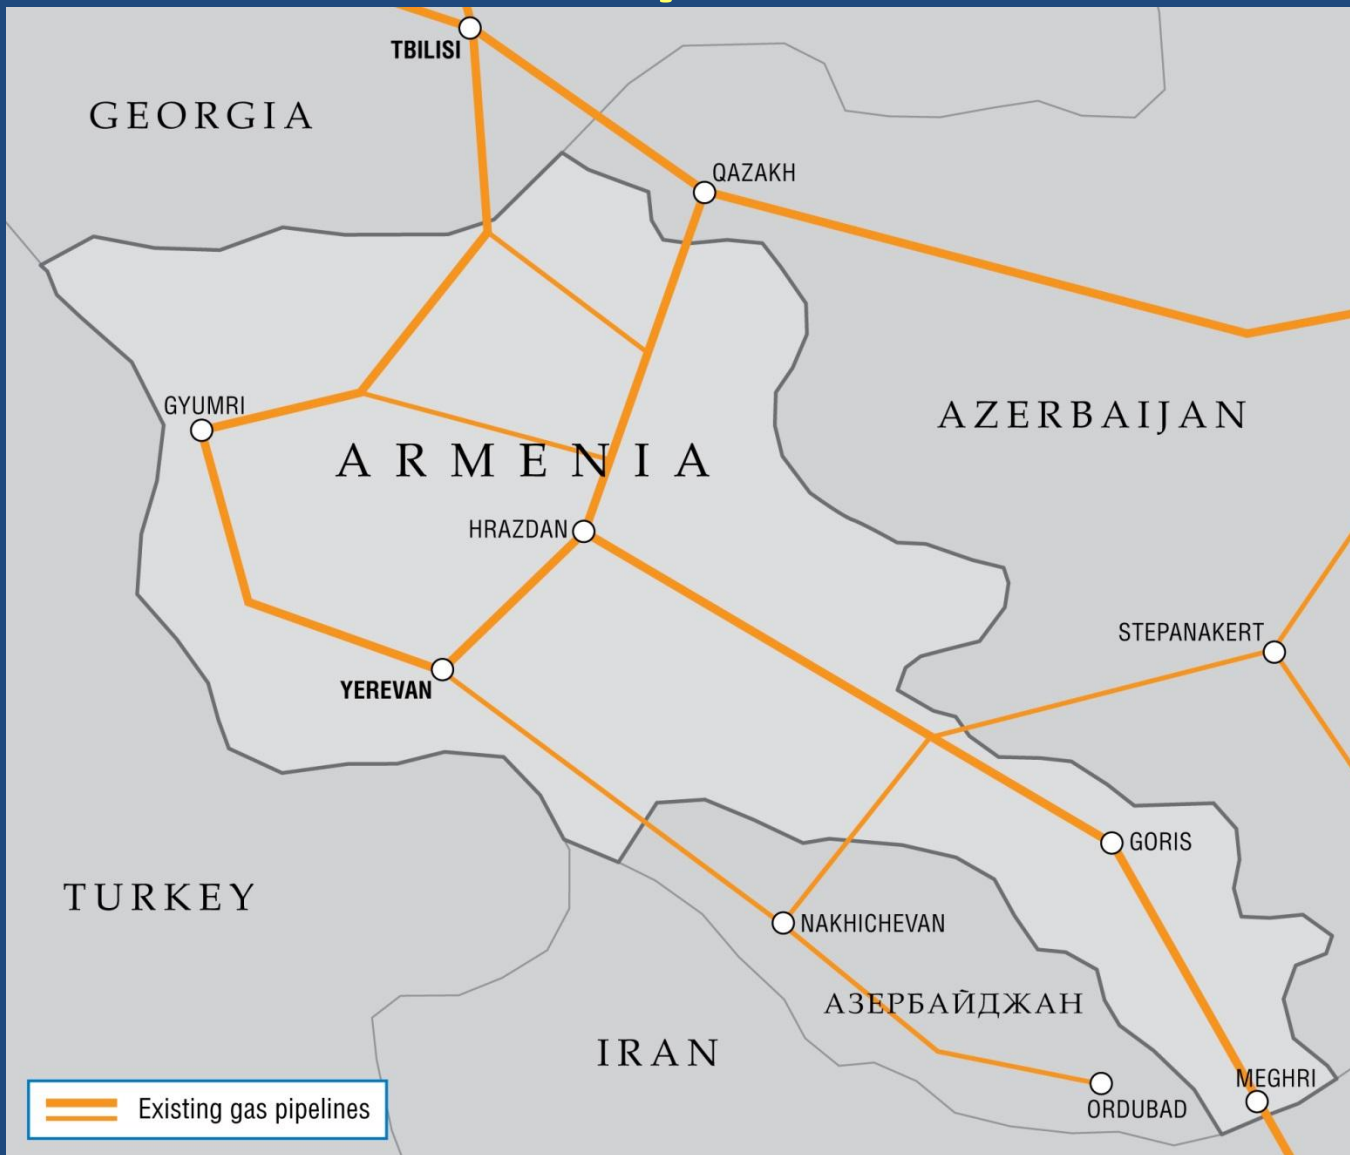 TBILISI
GEORGIA
QAZAKH
GYUMRI
AZERBAIJAN
ARMENIA
HRAZDAN
STEPANAKERT
YEREVAN
GORIS
TURKEY
NAKHICHEVAN
АЗЕРБАЙДЖАН
IRAN
MEGHRI
ORDUBAD
Existing gas pipelines